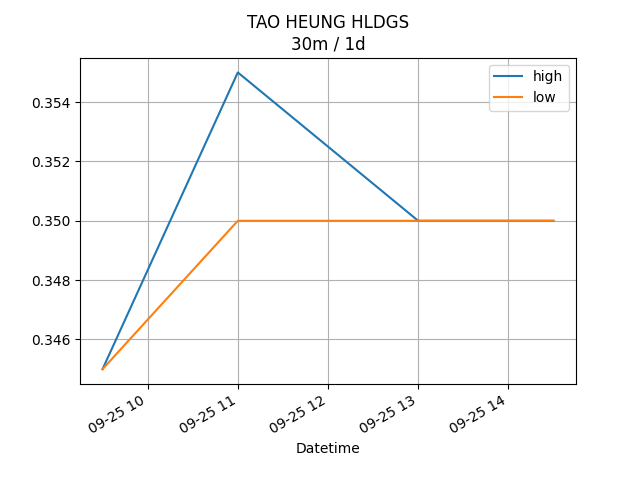 TAO HEUNG HLDGS
30m / 1d
high
low
0.354
0.352
0.350
0.348
0.346
09-25 10
09-25 11
09-25 12
09-25 13
09-25 14
Datetime